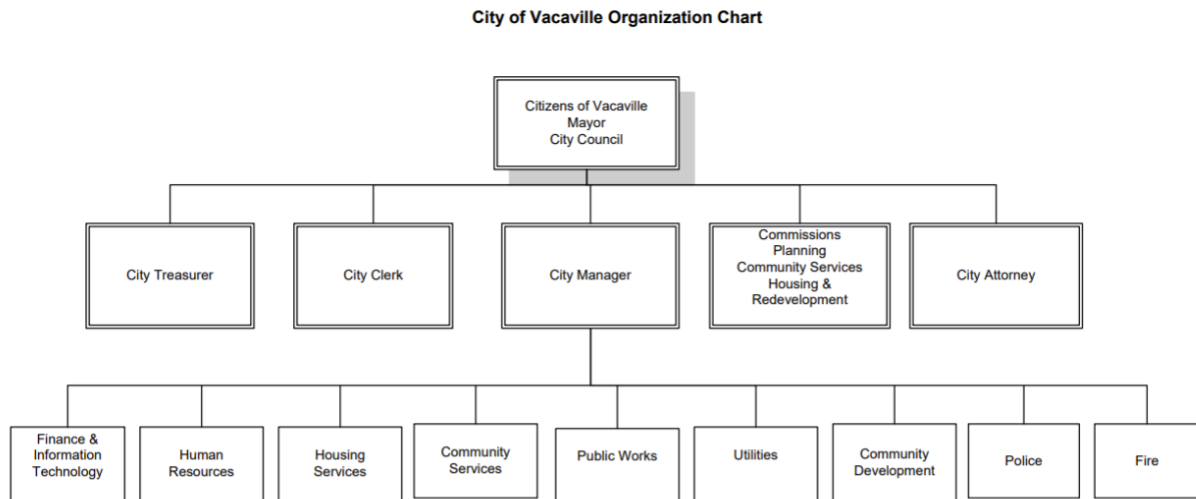 City of Vacaville Organization Chart
Citizens of Vacaville
Mayor
City Council
City Treasurer
City Clerk
City Manager
Commissions
Planning
Community Services
Housing &
Redevelopment
City Attorney
Finance &
Information
Technology
Human
Resources
Housing
Services
Community
Services
Public Works
Utilities
Community
Development
Police
Fire